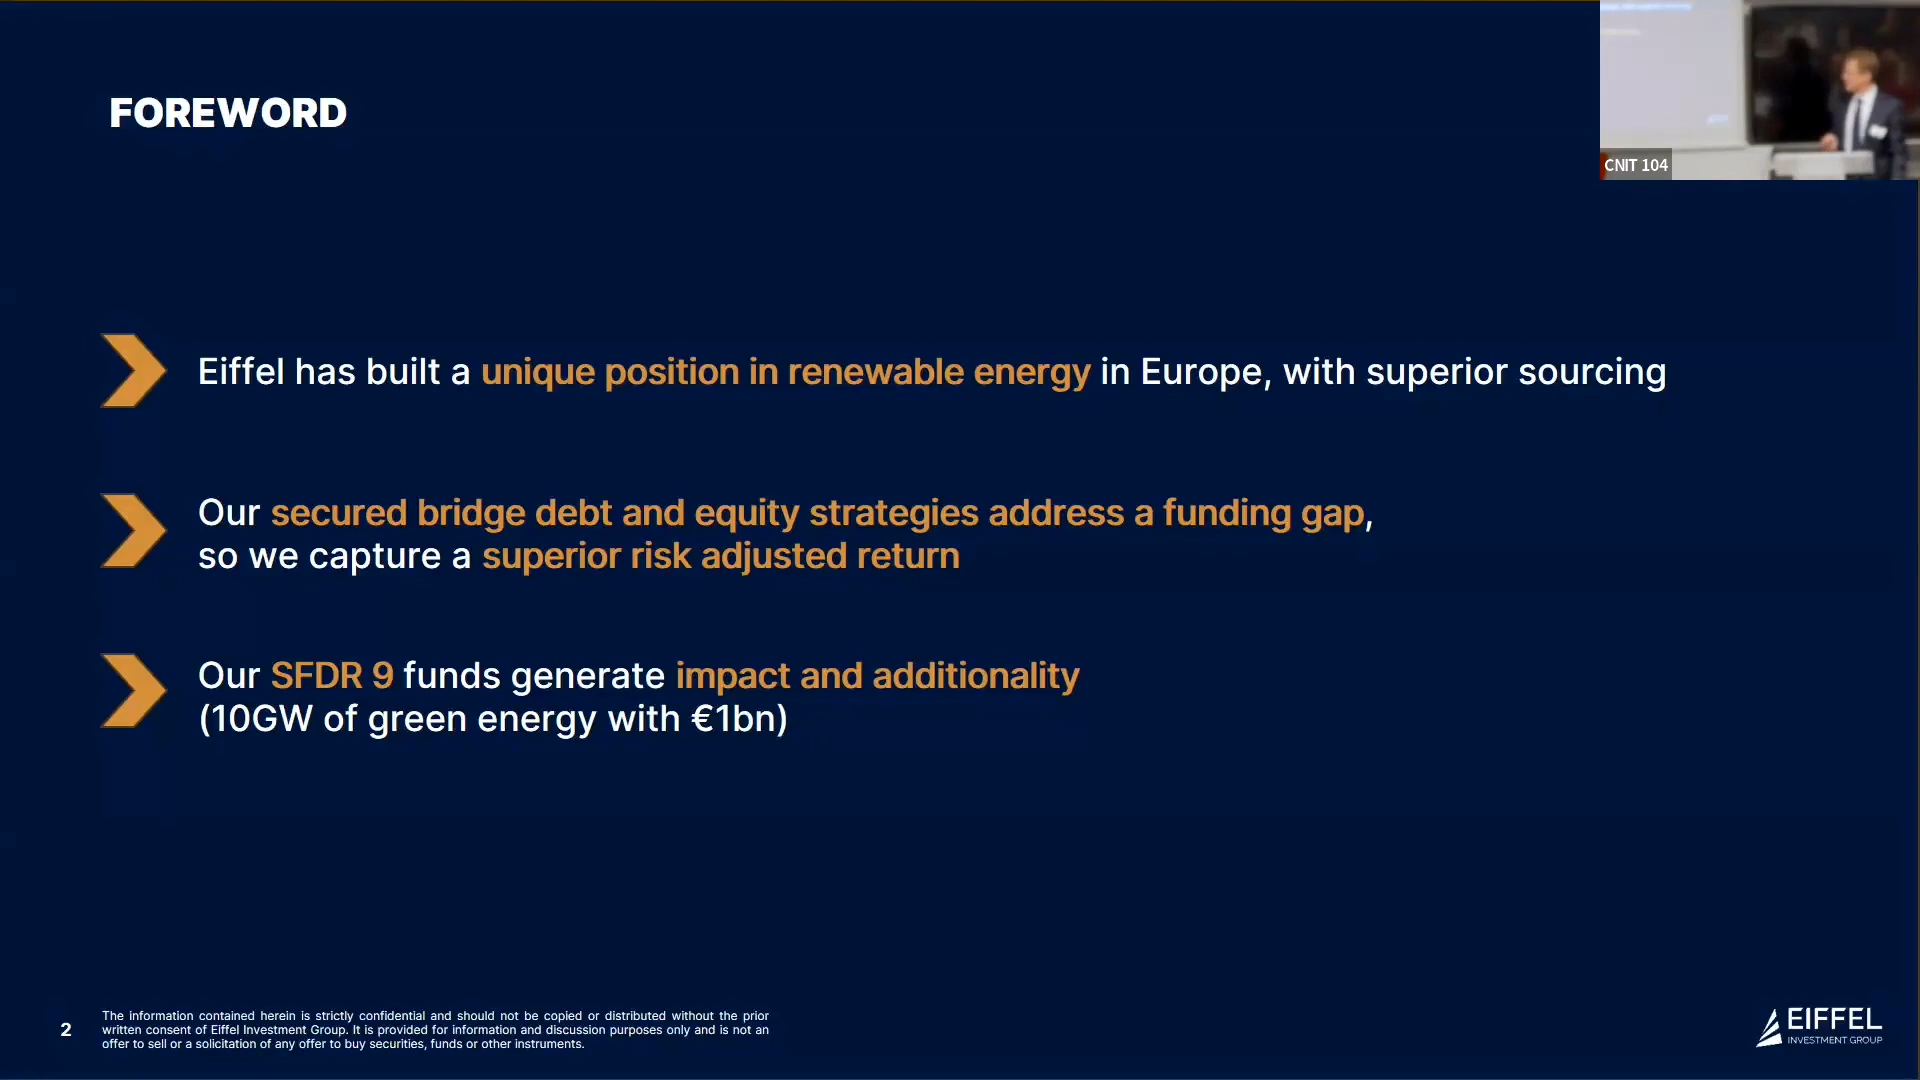 FOREWORD
CNIT 104
Eiffel has built a unique position in renewable energy in Europe, with superior sourcing
Our secured bridge debt and equity strategies address a funding gap,
so we capture a superior risk adjusted return
Our SFDR 9 funds generate impact and additionality
(10GW of green energy with €1bn)
2
The information contained herein is strictly confidential and should not be copied or distributed without the prior
written consent of Eiffel Investment Group. It is provided for information and discussion purposes only and is not an
offer to sell or a solicitation of any offer to buy securities, funds or other instruments.
EIFFEL
INVESTMENT GROUP